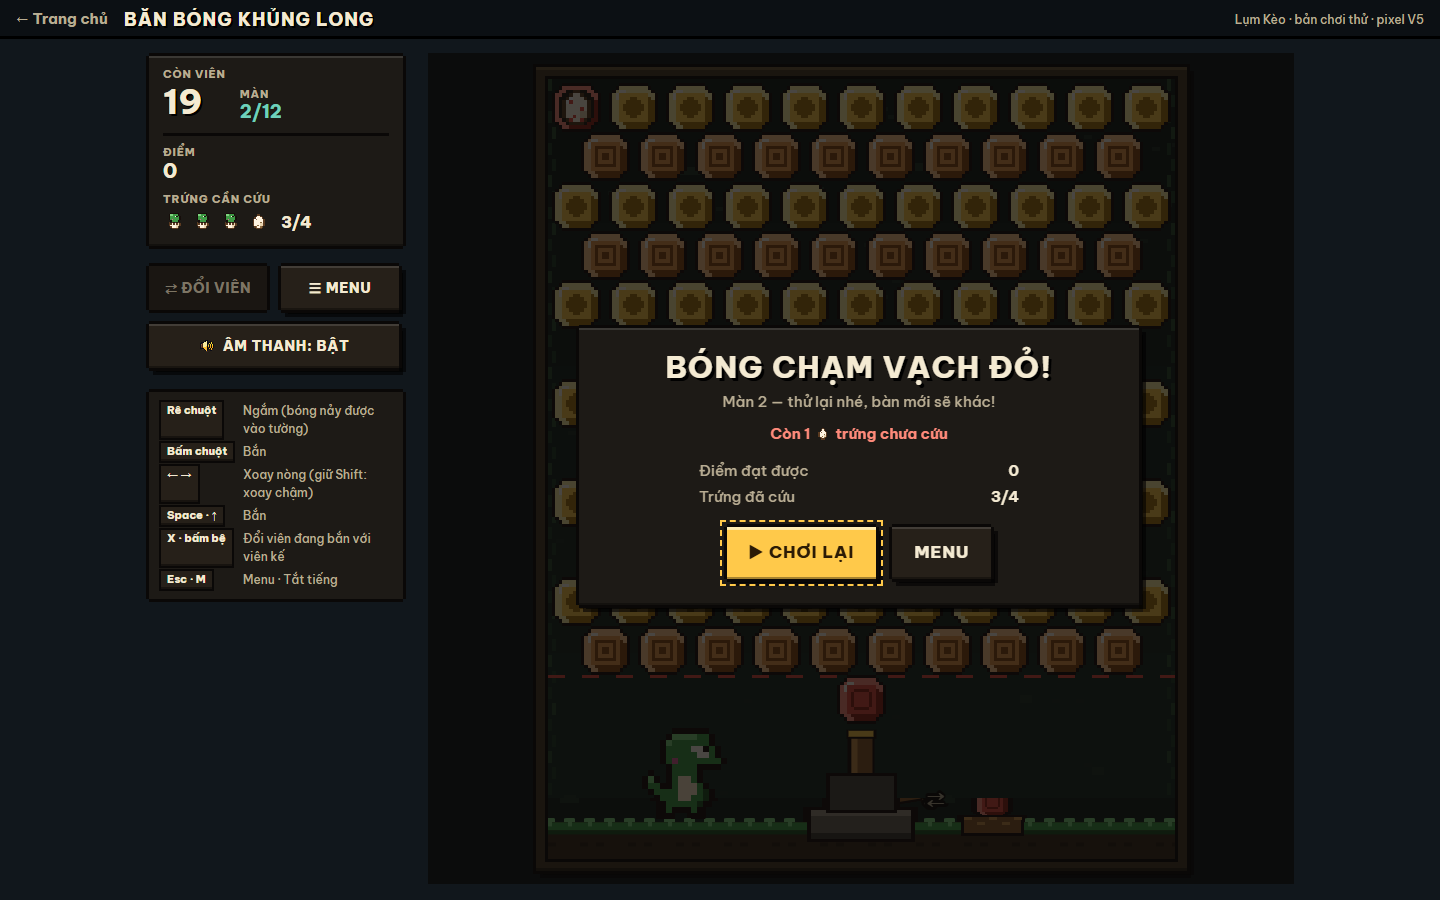 ← Trang chủ
BẮN BÓNG KHỦNG LONG
Lụm Kèo · bản chơi thử · pixel V5
CÒN VIÊN
19
MÀN
2/12
ĐIỂM
0
TRỨNG CẦN CỨU
3/4
⇄ ĐỔI VIÊN
☰ MENU
ÂM THANH: BẬT
Rê chuột
Ngắm (bóng nảy được
vào tường)
Bấm chuột
Bắn
←→
Xoay nòng (giữ Shift:
xoay chậm)
Space · ↑
Bắn
X · bấm bệ
Đổi viên đang bắn với
viên kế
Esc · M
Menu · Tắt tiếng
BÓNG CHẠM VẠCH ĐỎ!
Màn 2 — thử lại nhé, bàn mới sẽ khác!
Còn 1 trứng chưa cứu
Điểm đạt được 0
Trứng đã cứu 3/4
▶ CHƠI LẠI
MENU